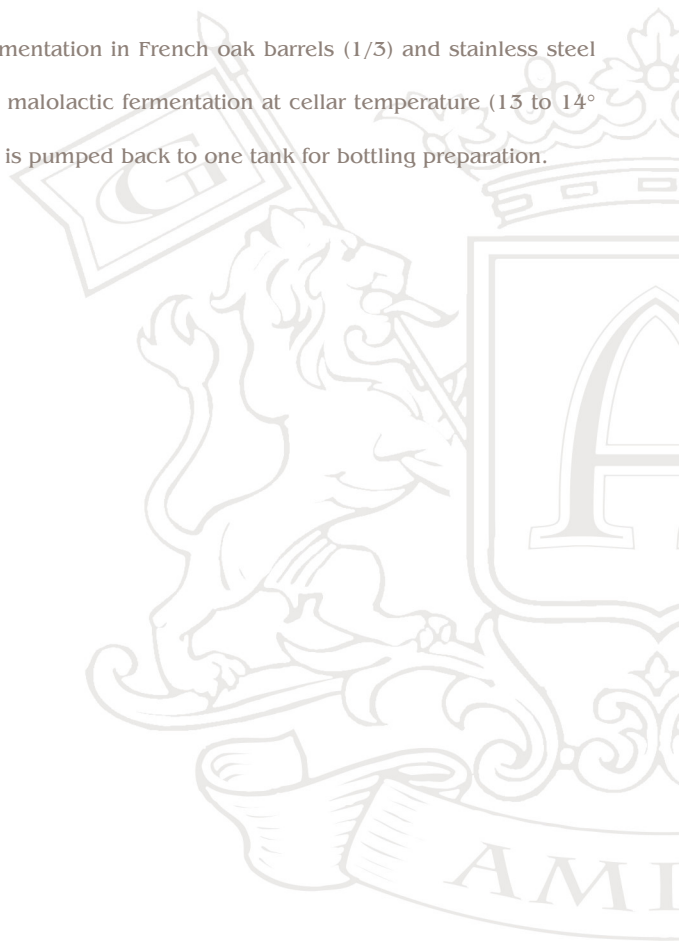 mentation in French oak barrels (1/3) and stainless steel
malolactic fermentation at cellar temperature (13 to 14°
is pumped back to one tank for bottling preparation.
G
A
AMI